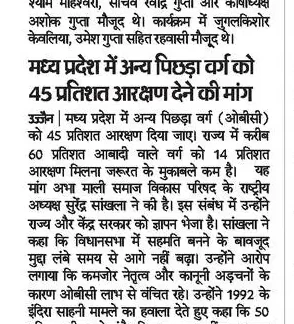 श्याम माहेश्वरी, सचिव रवींद्र गुप्ता और कोषाध्यक्ष
अशोक गुप्ता मौजूद थे। कार्यक्रम में जुगलकिशोर
केवलिया, उमेश गुप्ता सहित रहवासी मौजूद थे।
मध्य प्रदेश में अन्य पिछड़ा वर्ग को
45 प्रतिशत आरक्षण देने की मांग
उज्जैन | मध्य प्रदेश में अन्य पिछड़ा वर्ग (ओबीसी)
को 45 प्रतिशत आरक्षण दिया जाए। राज्य में करीब
60 प्रतिशत आबादी वाले वर्ग को 14 प्रतिशत
आरक्षण मिलना जरूरत के मुकाबले कम है। यह
मांग अभा माली समाज विकास परिषद के राष्ट्रीय
अध्यक्ष सुरेंद्र सांखला ने की है। इस संबंध में उन्होंने
राज्य और केंद्र सरकार को ज्ञापन भेजा है। सांखला ने
कहा कि विधानसभा में सहमति बनने के बावजूद
मुद्दा लंबे समय से आगे नहीं बढ़ा। उन्होंने आरोप
लगाया कि कमजोर नेतृत्व और कानूनी अड़चनों के
कारण ओबीसी लाभ से वंचित रहे। उन्होंने 1992 के
इंदिरा साहनी मामले का हवाला देते हुए कहा कि 50